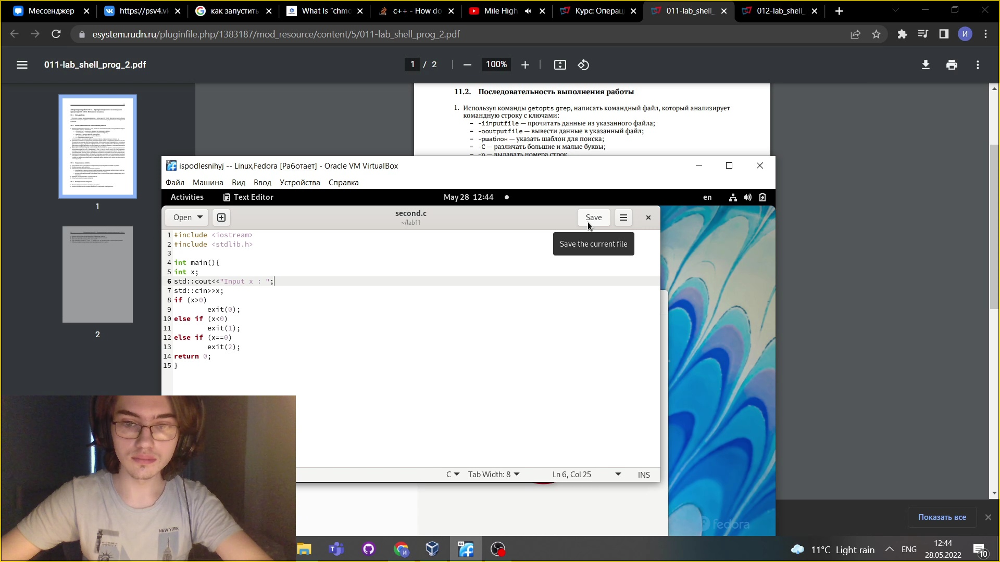 Мессенджер
https://psv4.vk
как запустить
What Is “chmo
c++ - How do
Mile High
Курс: Операц
011-lab_shell_
012-lab_shell_
esystem.rudn.ru/pluginfile.php/1383187/mod_resource/content/5/011-lab_shell_prog_2.pdf
И
011-lab_shell_prog_2.pdf
1 / 2
100%
1
2
11.2. Последовательность выполнения работы
1. Используя команды getopts grep, написать командный файл, который анализирует
командную строку с ключами:
– -iinputfile — прочитать данные из указанного файла;
– -ooutputfile — вывести данные в указанный файл;
– -pшаблон — указать шаблон для поиска;
– -C — различать большие и малые буквы;
– -n — выдавать номера строк
ispodlesnihyj -- Linux,Fedora [Работает] - Oracle VM VirtualBox
Файл Машина Вид Ввод Устройства Справка
Activities Text Editor May 28 12:44 en
Open second.c Save
~/lab11
Save the current file
1 #include <iostream>
2 #include <stdlib.h>
3
4 int main(){
5 int x;
6 std::cout<<"Input x : ";
7 std::cin>>x;
8 if (x>0)
9 exit(0);
10 else if (x<0)
11 exit(1);
12 else if (x==0)
13 exit(2);
14 return 0;
15 }
C Tab Width: 8 Ln 6, Col 25 INS
NEW YORK
fedora
Показать все
11°C Light rain
ENG
12:44
28.05.2022
10